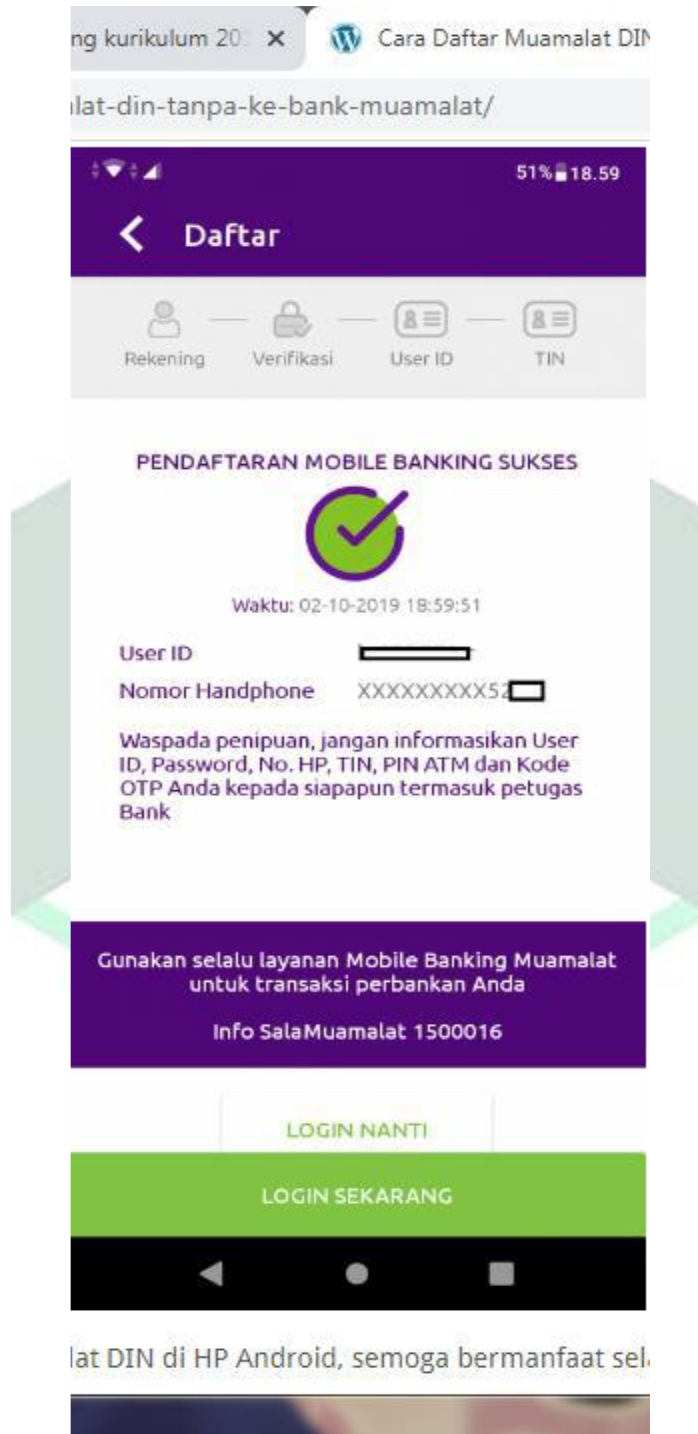 ng kurikulum 20
Cara Daftar Muamalat DIN
alat-din-tanpa-ke-bank-muamalat/
51% 18.59
Daftar
Rekening
Verifikasi
User ID
TIN
PENDAFTARAN MOBILE BANKING SUKSES
Waktu: 02-10-2019 18:59:51
User ID
Nomor Handphone XXXXXXXXXX52
Waspada penipuan, jangan informasikan User
ID, Password, No. HP, TIN, PIN ATM dan Kode
OTP Anda kepada siapapun termasuk petugas
Bank
Gunakan selalu layanan Mobile Banking Muamalat
untuk transaksi perbankan Anda
Info SalaMuamalat 1500016
LOGIN NANTI
LOGIN SEKARANG
lat DIN di HP Android, semoga bermanfaat sel